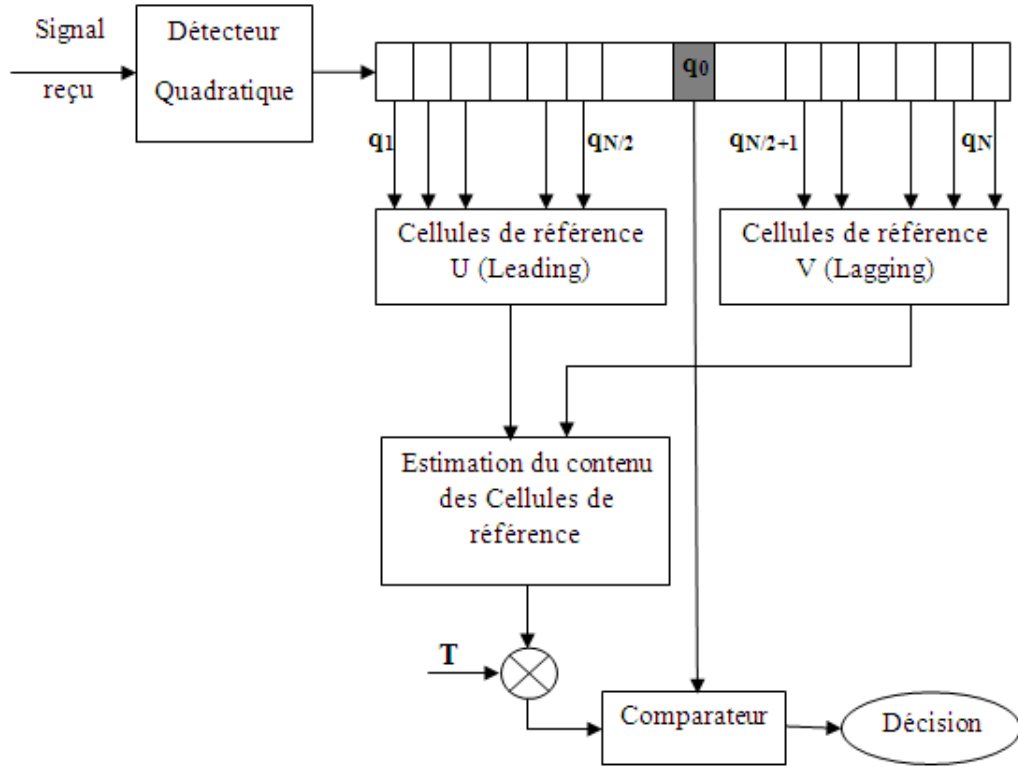 Signal
reçu
Détecteur
Quadratique
q0
q1
qN/2
qN/2+1
qN
Cellules de référence
U (Leading)
Cellules de référence
V (Lagging)
Estimation du contenu
des Cellules de
référence
T
Comparateur
Décision